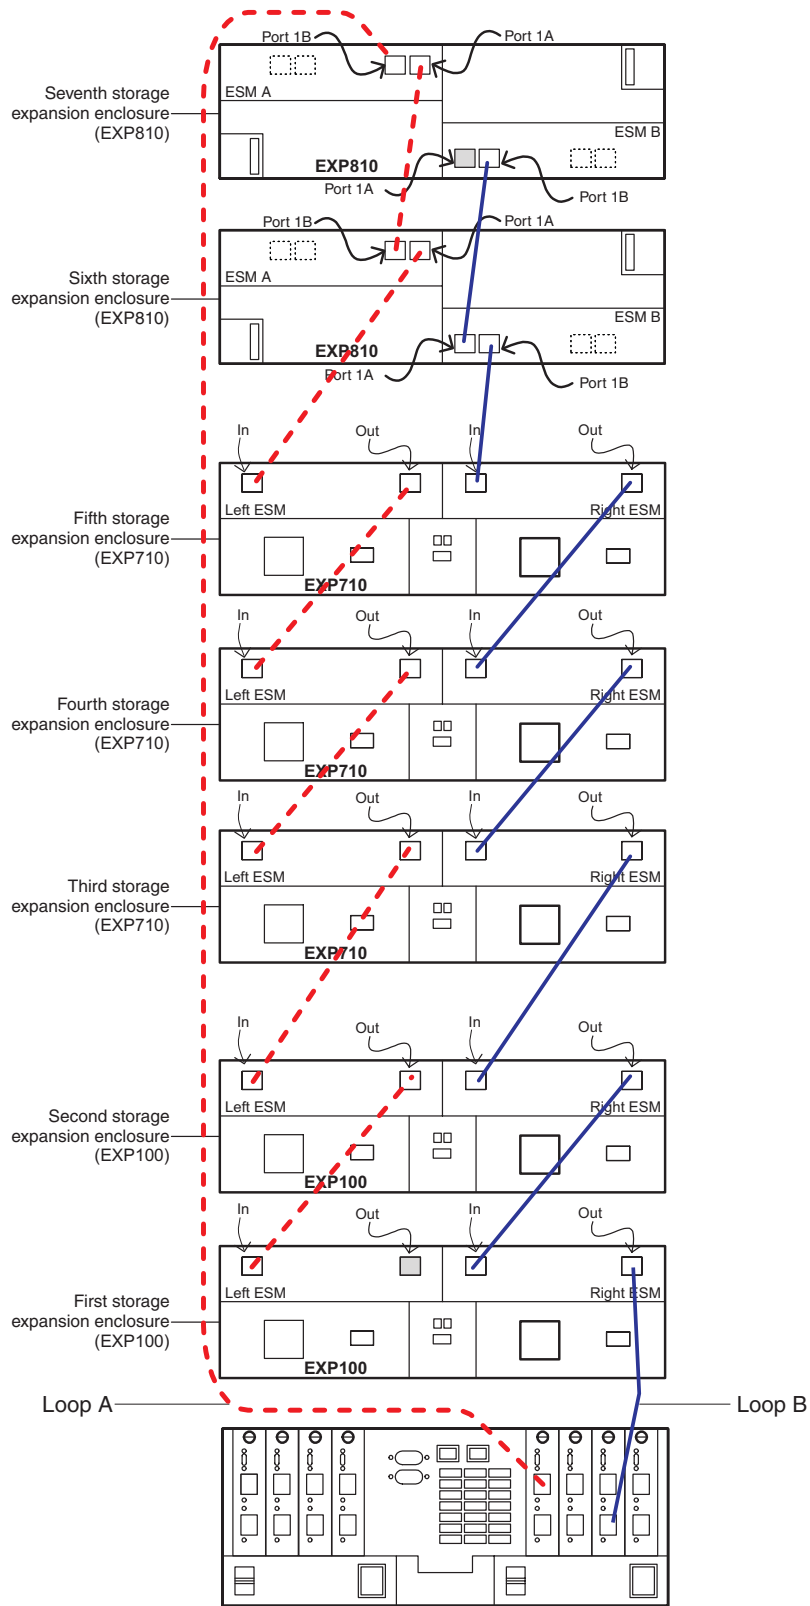 Port 1B
Port 1A
Seventh storage
expansion enclosure
(EXP810)
ESM A
ESM B
EXP810
Port 1A
Port 1B
Port 1B
Port 1A
Sixth storage
expansion enclosure
(EXP810)
ESM A
ESM B
EXP810
Port 1A
Port 1B
In
Out
In
Out
Left ESM
Right ESM
Fifth storage
expansion enclosure
(EXP710)
EXP710
In
Out
In
Out
Left ESM
Right ESM
Fourth storage
expansion enclosure
(EXP710)
EXP710
In
Out
In
Out
Left ESM
Right ESM
Third storage
expansion enclosure
(EXP710)
EXP710
In
Out
In
Out
Left ESM
Right ESM
Second storage
expansion enclosure
(EXP100)
EXP100
In
Out
In
Out
Left ESM
Right ESM
First storage
expansion enclosure
(EXP100)
EXP100
Loop A
Loop B